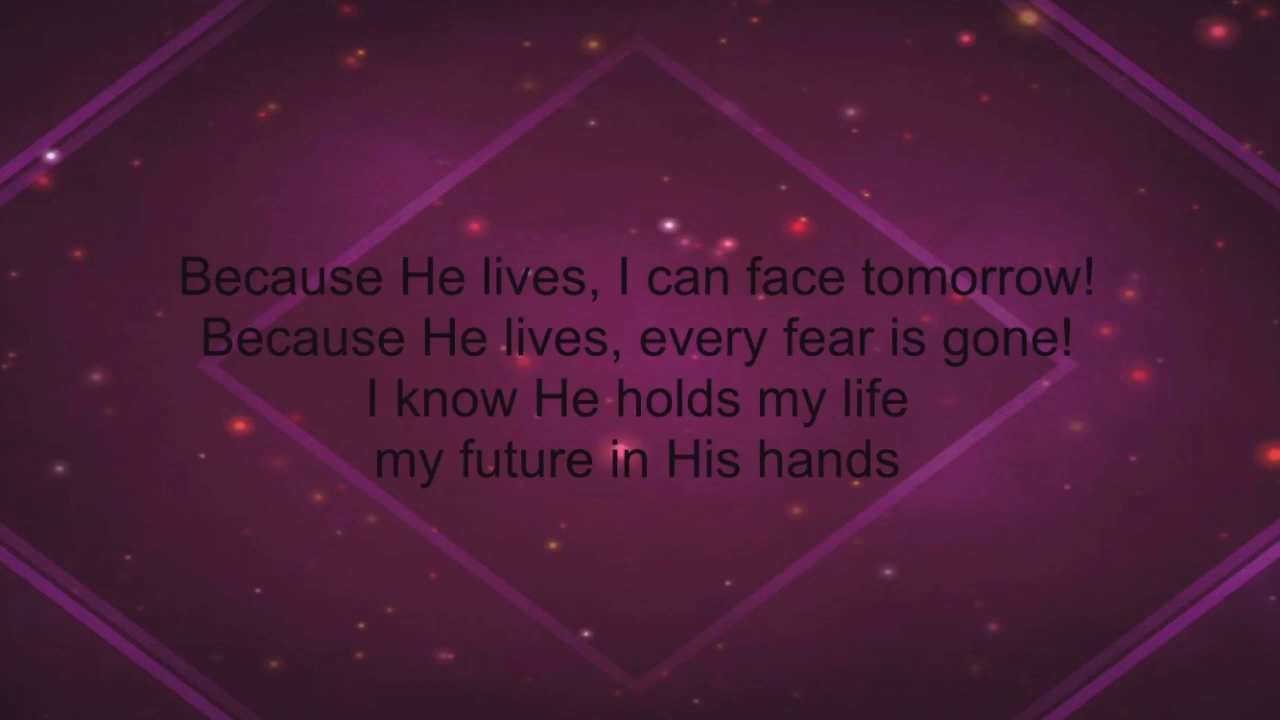 Because He lives, I can face tomorrow!
Because He lives, every fear is gone!
I know He holds my life
my future in His hands